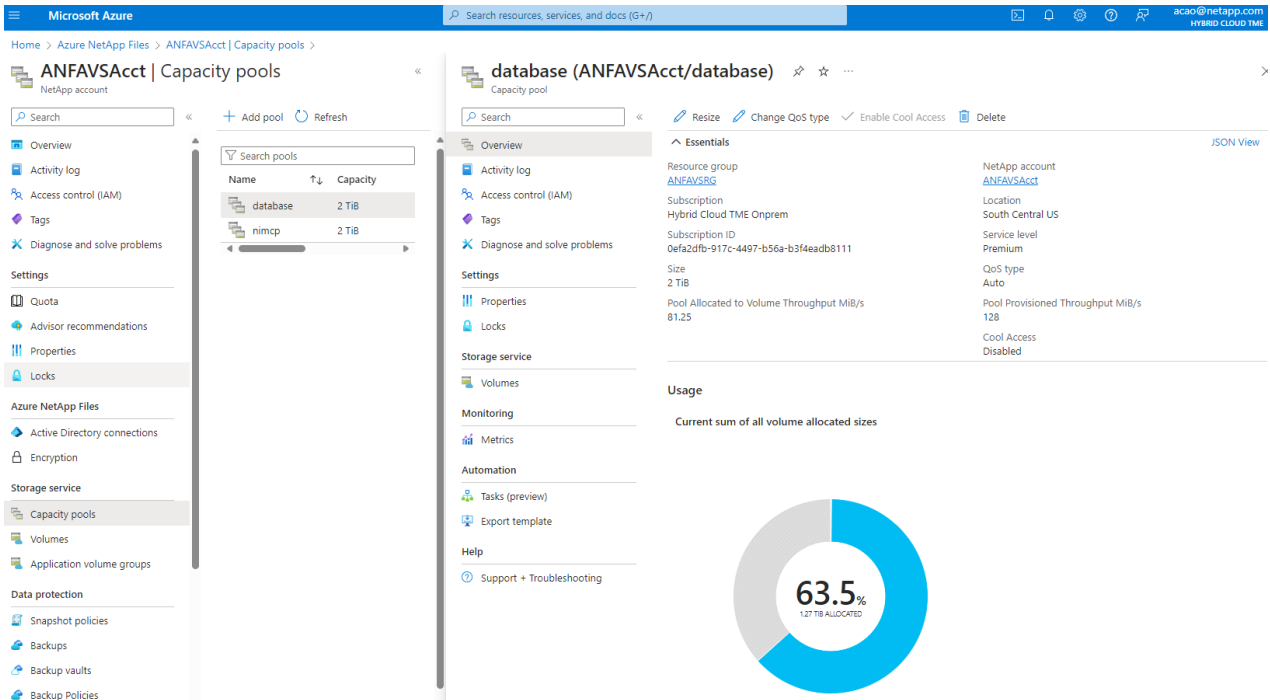 Microsoft Azure
Search resources, services, and docs (G+/)
acao@netapp.com
HYBRID CLOUD TME
Home > Azure NetApp Files > ANFAVSAcct | Capacity pools >
ANFAVSAcct | Capacity pools
NetApp account
Search
Overview
Activity log
Access control (IAM)
Tags
Diagnose and solve problems
Settings
Quota
Advisor recommendations
Properties
Locks
Azure NetApp Files
Active Directory connections
Encryption
Storage service
Capacity pools
Volumes
Application volume groups
Data protection
Snapshot policies
Backups
Backup vaults
Backup Policies
Add pool Refresh
Search pools
Name Capacity
database 2 TiB
nimcp 2 TiB
database (ANFAVSAcct/database)
Capacity pool
Search
Overview
Activity log
Access control (IAM)
Tags
Diagnose and solve problems
Settings
Properties
Locks
Storage service
Volumes
Monitoring
Metrics
Automation
Tasks (preview)
Export template
Help
Support + Troubleshooting
Resize Change QoS type Enable Cool Access Delete
Essentials JSON View
Resource group
ANFAVSRG
Subscription
Hybrid Cloud TME Onprem
Subscription ID
0efa2dfb-917c-4497-b56a-b3f4eadb8111
Size
2 TiB
Pool Allocated to Volume Throughput MiB/s
81.25
NetApp account
ANFAVSAcct
Location
South Central US
Service level
Premium
QoS type
Auto
Pool Provisioned Throughput MiB/s
128
Cool Access
Disabled
Usage
Current sum of all volume allocated sizes
63.5%
1.27 TIB ALLOCATED